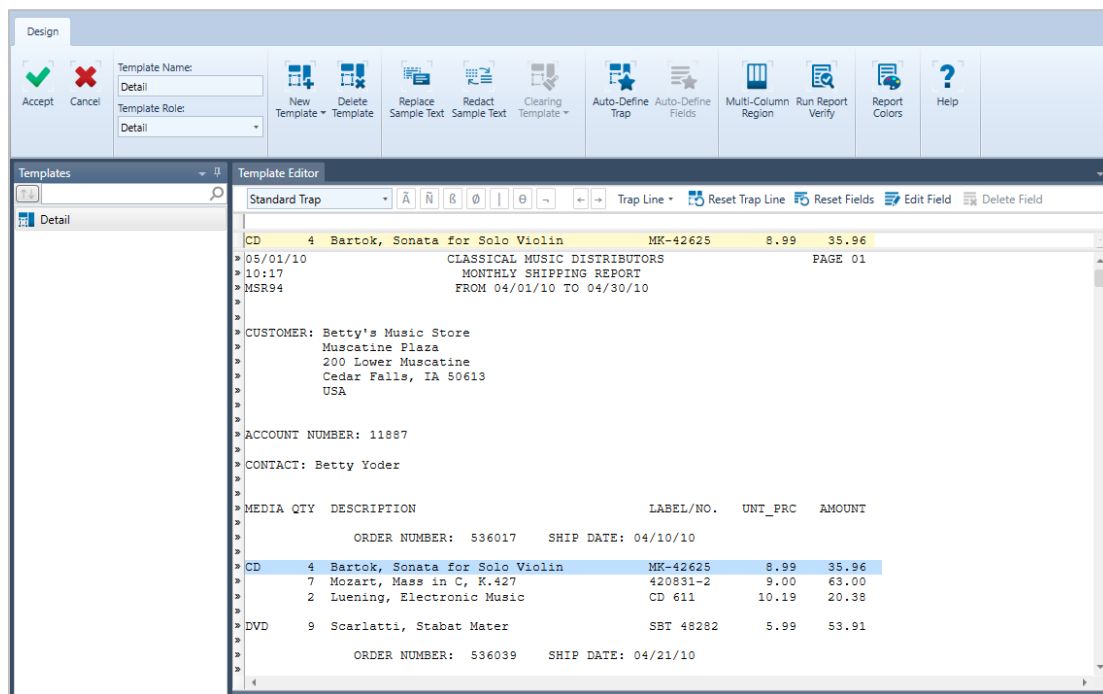 Design
Template Name:
Detail
Template Role:
Detail
Accept
Cancel
New Template
Delete Template
Replace Sample Text
Redact Sample Text
Clearing Template
Auto-Define Trap
Auto-Define Fields
Multi-Column Region
Run Report Verify
Report Colors
Help
Templates
Detail
Template Editor
Standard Trap Ã Ñ ß Ø | ɵ ¬ ← → Trap Line Reset Trap Line Reset Fields Edit Field Delete Field
CD 4 Bartok, Sonata for Solo Violin MK-42625 8.99 35.96
» 05/01/10 CLASSICAL MUSIC DISTRIBUTORS PAGE 01
» 10:17 MONTHLY SHIPPING REPORT
» MSR94 FROM 04/01/10 TO 04/30/10
»
»
» CUSTOMER: Betty's Music Store
» Muscatine Plaza
» 200 Lower Muscatine
» Cedar Falls, IA 50613
» USA
»
»
» ACCOUNT NUMBER: 11887
»
» CONTACT: Betty Yoder
»
»
» MEDIA QTY DESCRIPTION LABEL/NO. UNT_PRC AMOUNT
»
» ORDER NUMBER: 536017 SHIP DATE: 04/10/10
»
» CD 4 Bartok, Sonata for Solo Violin MK-42625 8.99 35.96
» 7 Mozart, Mass in C, K.427 420831-2 9.00 63.00
» 2 Luening, Electronic Music CD 611 10.19 20.38
»
» DVD 9 Scarlatti, Stabat Mater SBT 48282 5.99 53.91
»
» ORDER NUMBER: 536039 SHIP DATE: 04/21/10
»